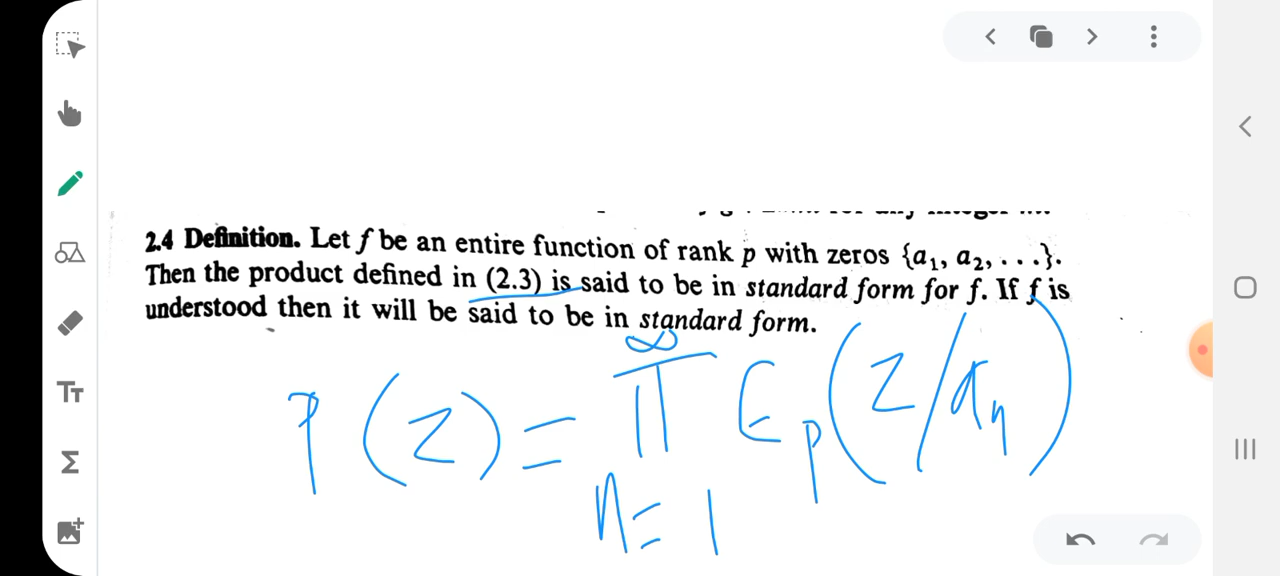 2.4 Definition. Let f be an entire function of rank p with zeros {a₁, a₂, . . .}.
Then the product defined in (2.3) is said to be in standard form for f. If f is
understood then it will be said to be in standard form.
P(z) = ∏ₙ₌₁^∞ Eₚ(z/aₙ)
Tт
Σ